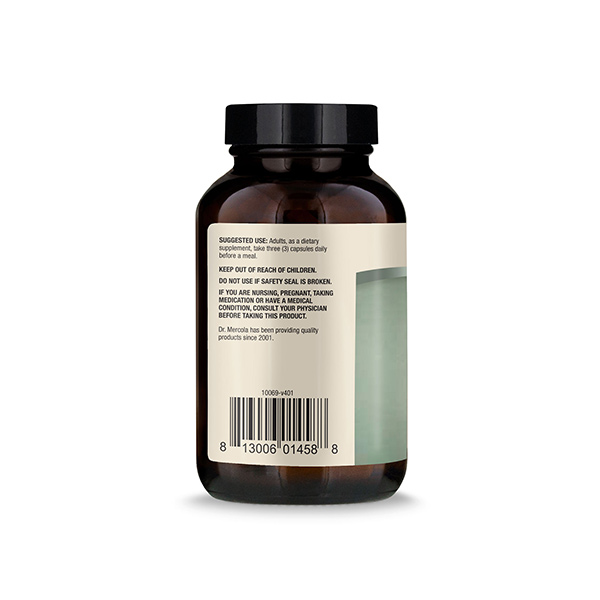 SUGGESTED USE: Adults, as a dietary
supplement, take three (3) capsules daily
before a meal.
KEEP OUT OF REACH OF CHILDREN.
DO NOT USE IF SAFETY SEAL IS BROKEN.
IF YOU ARE NURSING, PREGNANT, TAKING
MEDICATION OR HAVE A MEDICAL
CONDITION, CONSULT YOUR PHYSICIAN
BEFORE TAKING THIS PRODUCT.
Dr. Mercola has been providing quality
products since 2001.
10069-v401
8 13006 01458 8